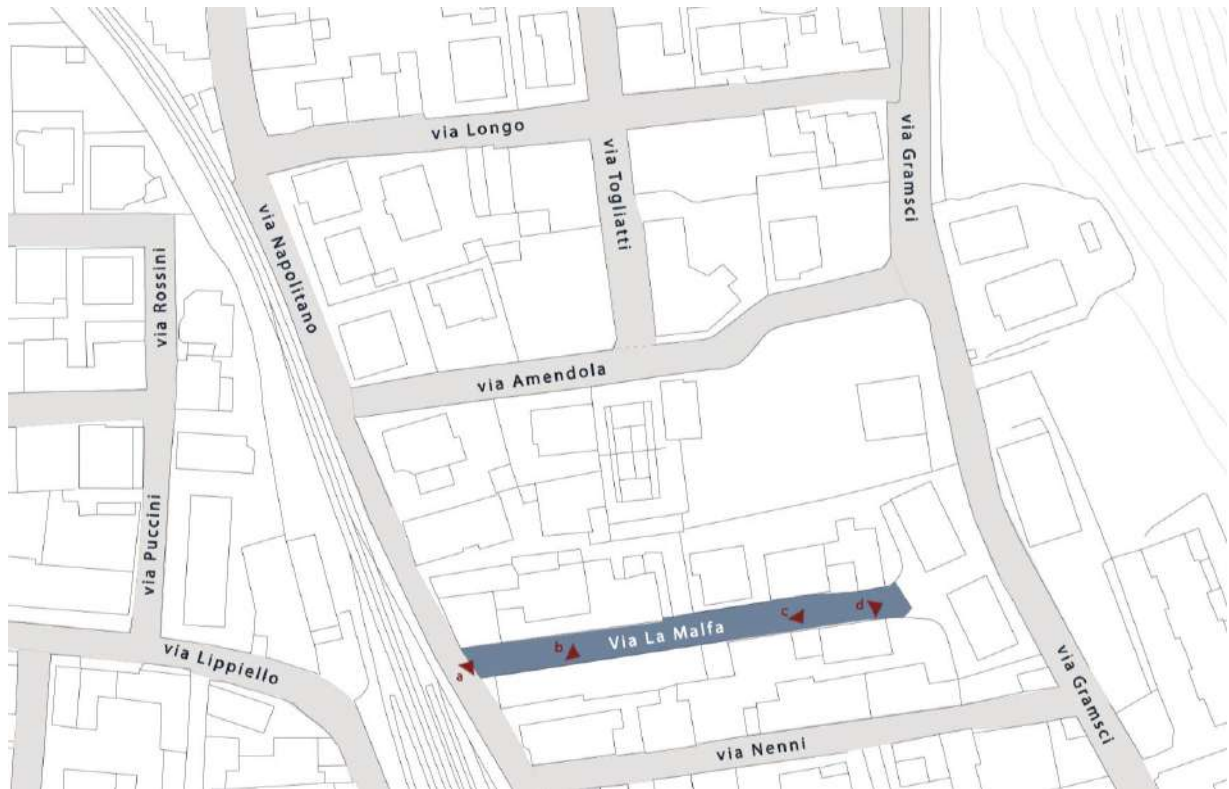 via Longo
via Togliatti
via Gramsci
via Napolitano
via Rossini
via Amendola
via Puccini
c
d
b
Via La Malfa
a
via Lippiello
via Gramsci
via Nenni